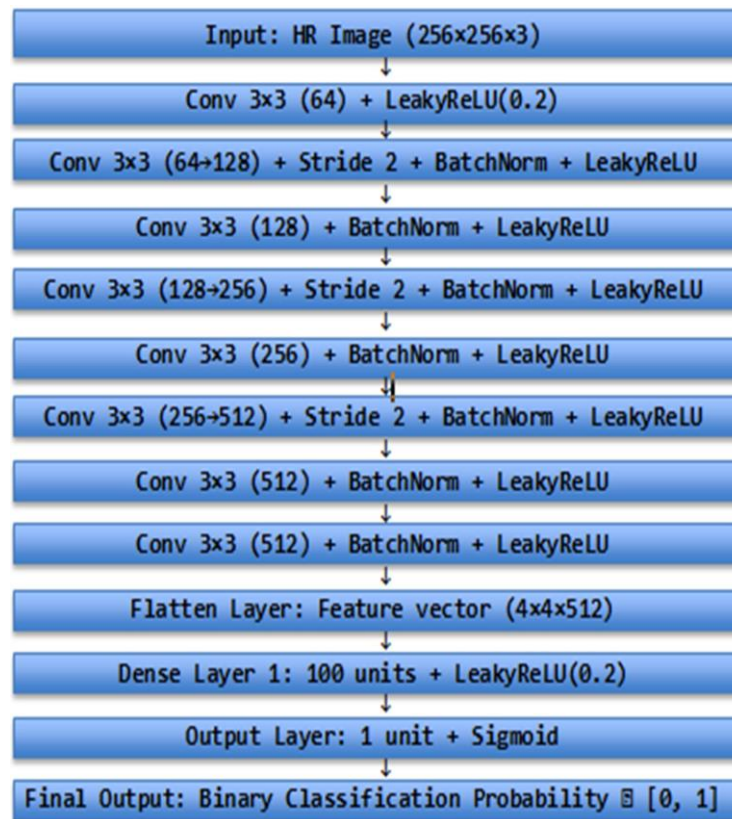 Input: HR Image (256×256×3)
↓
Conv 3×3 (64) + LeakyReLU(0.2)
↓
Conv 3×3 (64→128) + Stride 2 + BatchNorm + LeakyReLU
↓
Conv 3×3 (128) + BatchNorm + LeakyReLU
↓
Conv 3×3 (128→256) + Stride 2 + BatchNorm + LeakyReLU
↓
Conv 3×3 (256) + BatchNorm + LeakyReLU
↓
Conv 3×3 (256→512) + Stride 2 + BatchNorm + LeakyReLU
↓
Conv 3×3 (512) + BatchNorm + LeakyReLU
↓
Conv 3×3 (512) + BatchNorm + LeakyReLU
↓
Flatten Layer: Feature vector (4×4×512)
↓
Dense Layer 1: 100 units + LeakyReLU(0.2)
↓
Output Layer: 1 unit + Sigmoid
↓
Final Output: Binary Classification Probability [0, 1]